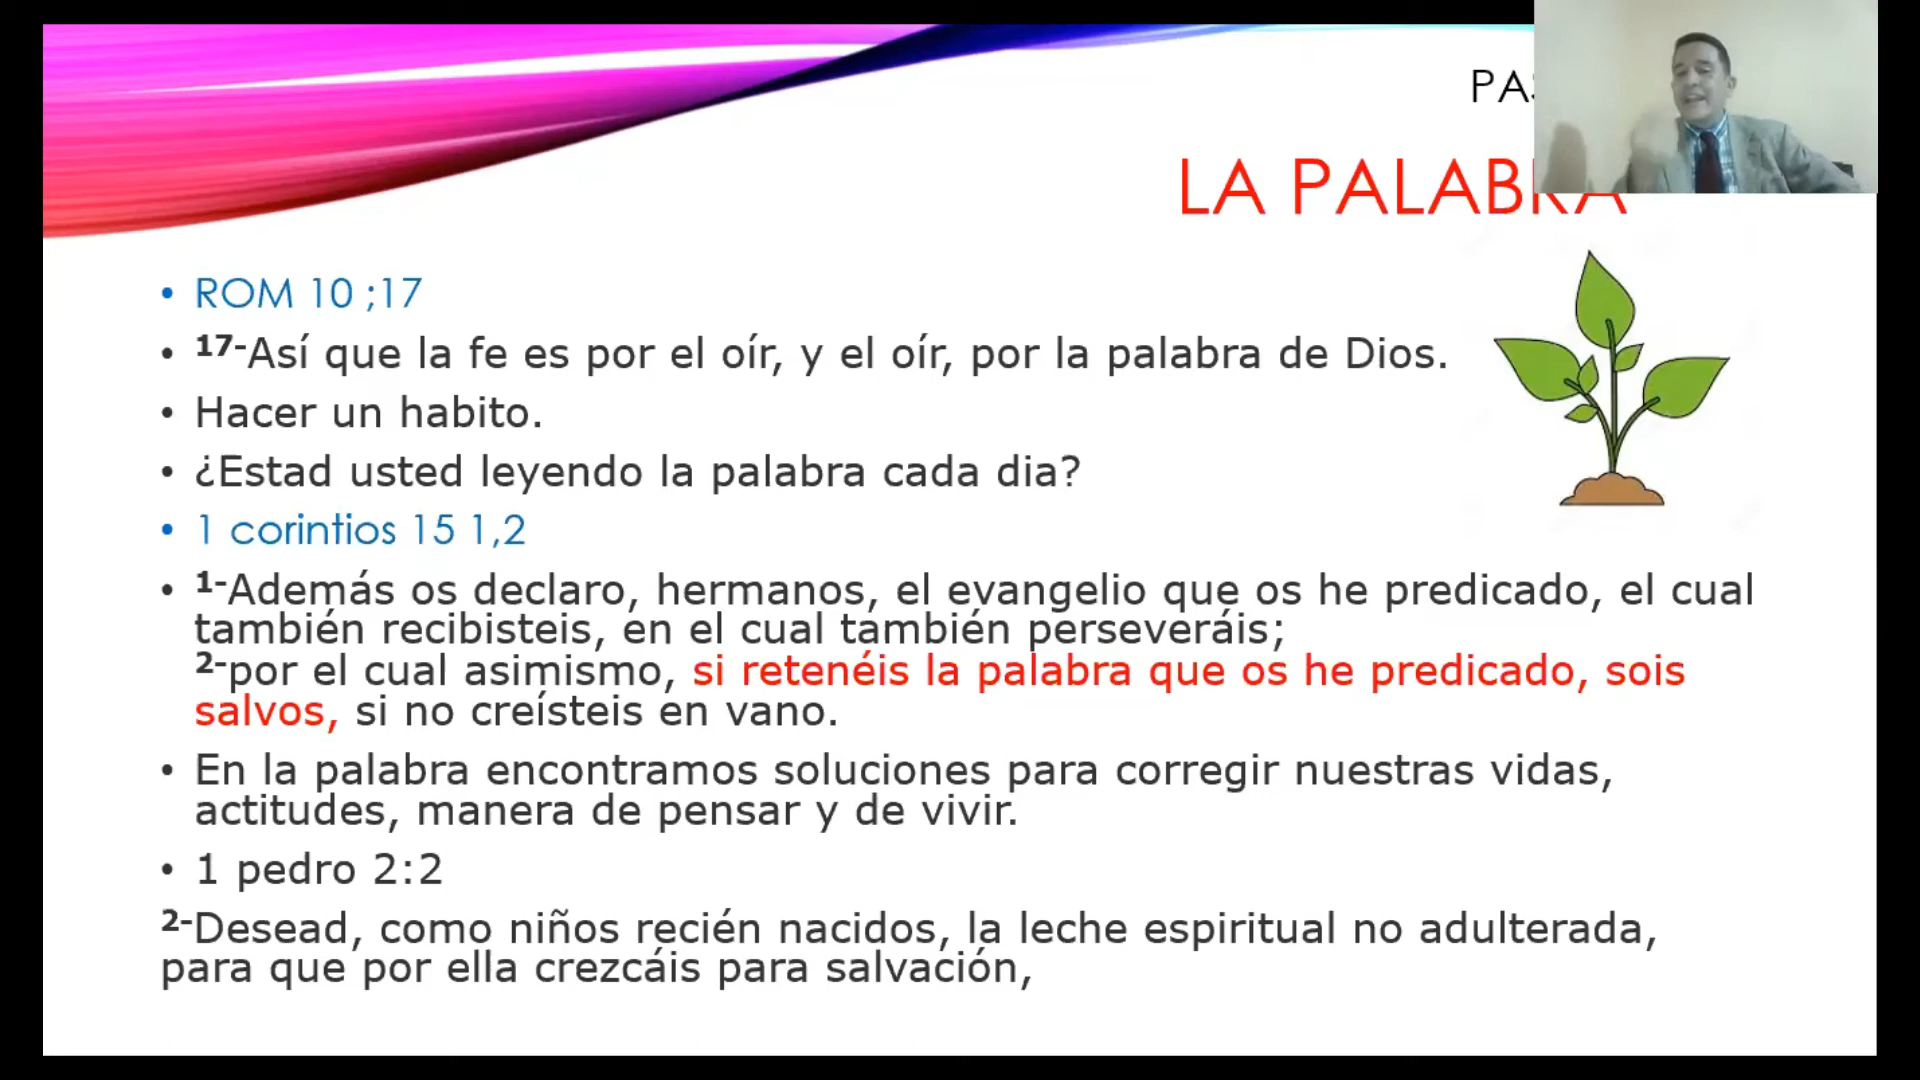 LA PALABRA
• ROM 10 ;17
• 17-Así que la fe es por el oír, y el oír, por la palabra de Dios.
• Hacer un habito.
• ¿Estad usted leyendo la palabra cada dia?
• 1 corintios 15 1,2
• 1-Además os declaro, hermanos, el evangelio que os he predicado, el cual
también recibisteis, en el cual también perseveráis;
2-por el cual asimismo, si retenéis la palabra que os he predicado, sois
salvos, si no creísteis en vano.
• En la palabra encontramos soluciones para corregir nuestras vidas,
actitudes, manera de pensar y de vivir.
• 1 pedro 2:2
2-Desead, como niños recién nacidos, la leche espiritual no adulterada,
para que por ella crezcáis para salvación,